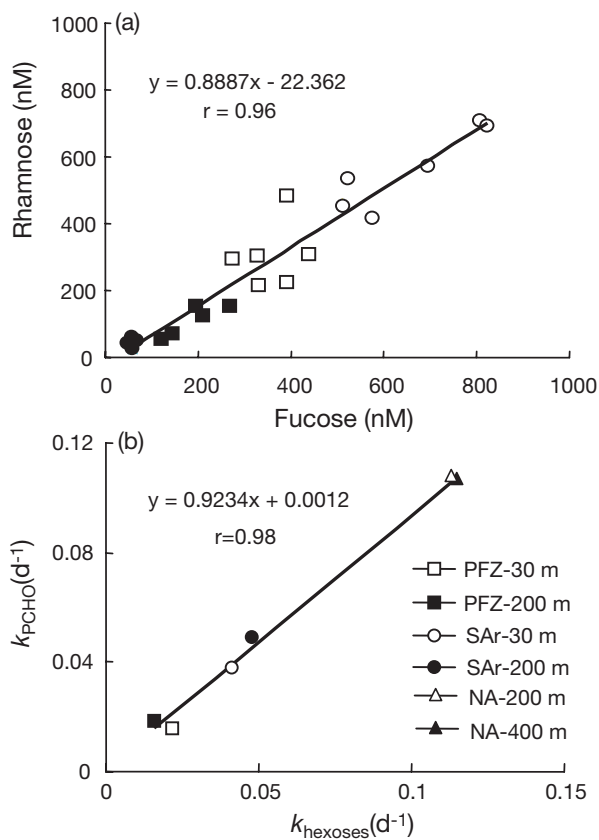 (a)
1000
800
600
400
200
0
Rhamnose (nM)
y = 0.8887x - 22.362
r = 0.96
0 200 400 600 800 1000
Fucose (nM)
(b)
0.12
0.08
0.04
0
kPCHO(d-1)
y = 0.9234x + 0.0012
r=0.98
PFZ-30 m
PFZ-200 m
SAr-30 m
SAr-200 m
NA-200 m
NA-400 m
0 0.05 0.1 0.15
khexoses(d-1)